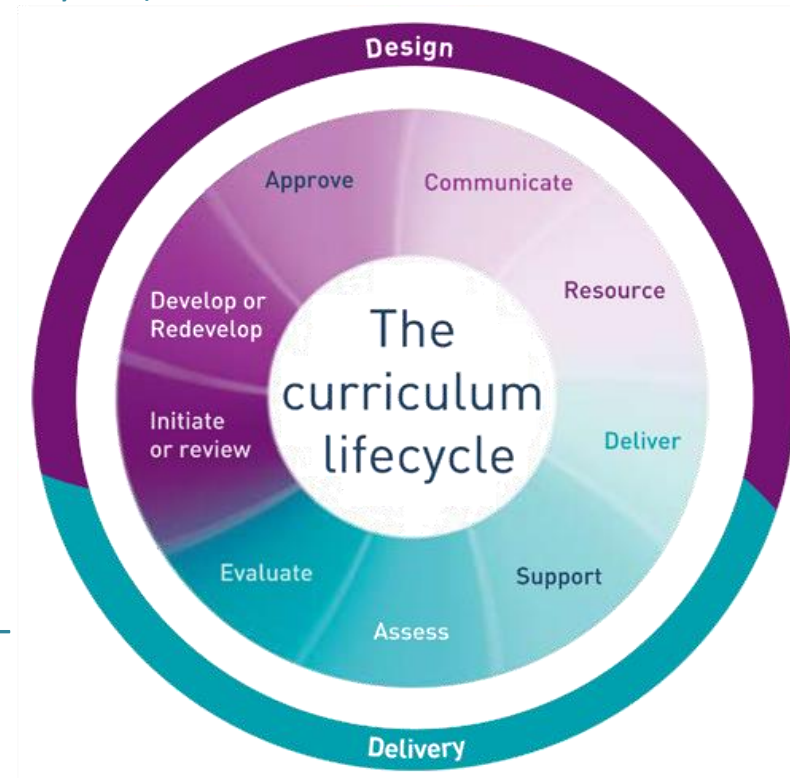 Design
Approve
Communicate
Resource
Develop or
Redevelop
The
curriculum
lifecycle
Initiate
or review
Deliver
Evaluate
Support
Assess
Delivery